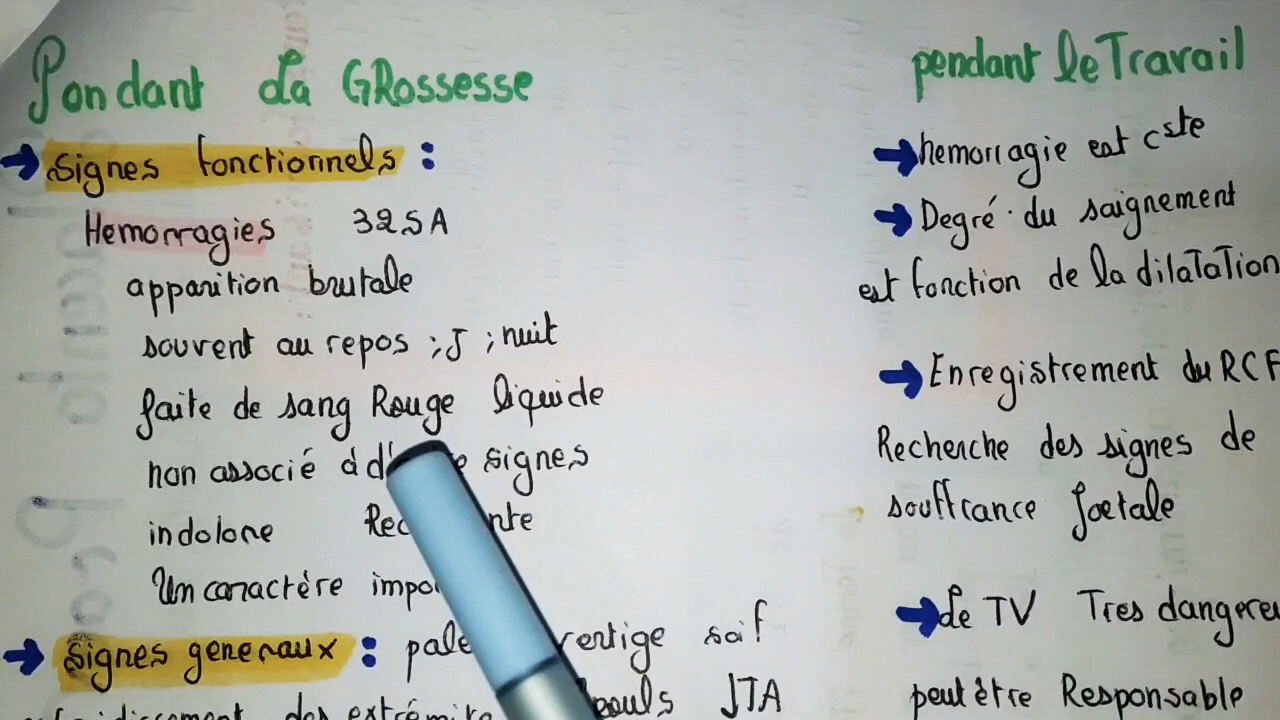 Pendant La GRossesse
Signes fonctionnels :
Hemorragies 32SA
apparition brutale
souvent au repos ; J ; nuit
faite de sang Rouge liquide
non associé à signes
indolore
Un caractère
Signes generaux : vertige soif
des pouls TA
pendant le Travail
hemorragie est cste
Degré du saignement
est fonction de la dilataTion
Enregistrement du RCF
Recherche des signes de
souffrance foetale
le TV Tres
peut être Responsable